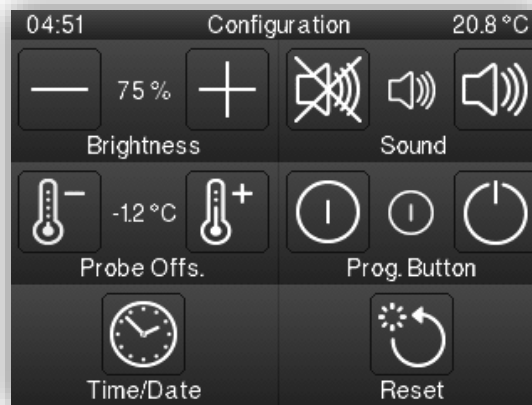 04:51 Configuration 20.8 °C
75 %
Brightness Sound
-1.2 °C
Probe Offs. Prog. Button
Time/Date Reset